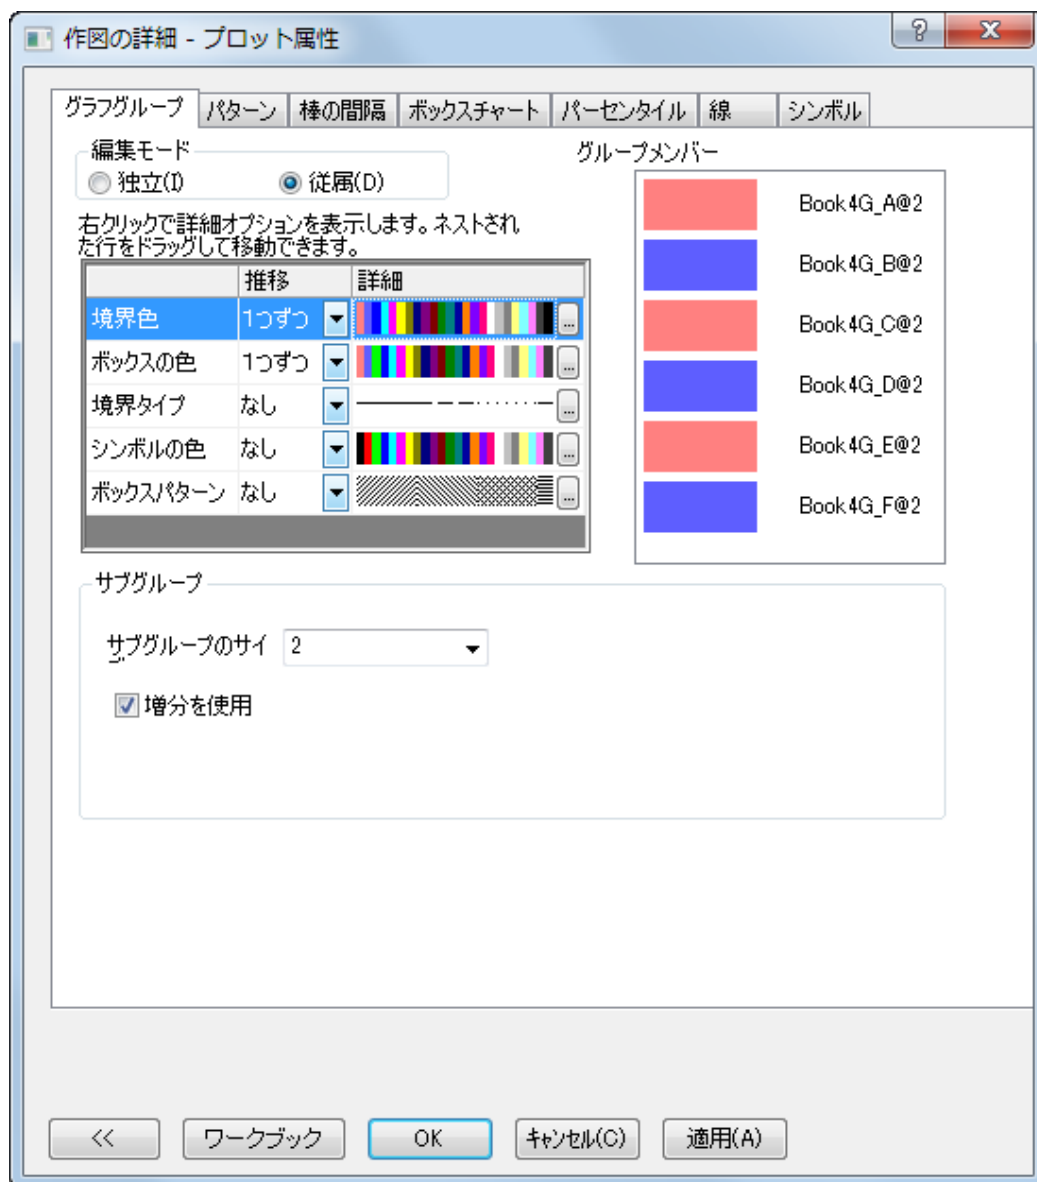 作図の詳細 - プロット属性
グラフグループ パターン 棒の間隔 ボックスチャート パーセンタイル 線 シンボル
編集モード
独立(I) 従属(D)
右クリックで詳細オプションを表示します。ネストされ
た行をドラッグして移動できます。
推移 詳細
境界色 1つずつ ...
ボックスの色 1つずつ ...
境界タイプ なし ...
シンボルの色 なし ...
ボックスパターン なし ...
グループメンバー
Book4G_A@2
Book4G_B@2
Book4G_C@2
Book4G_D@2
Book4G_E@2
Book4G_F@2
サブグループ
サブグループのサイ 2
増分を使用
<< ワークブック OK キャンセル(C) 適用(A)